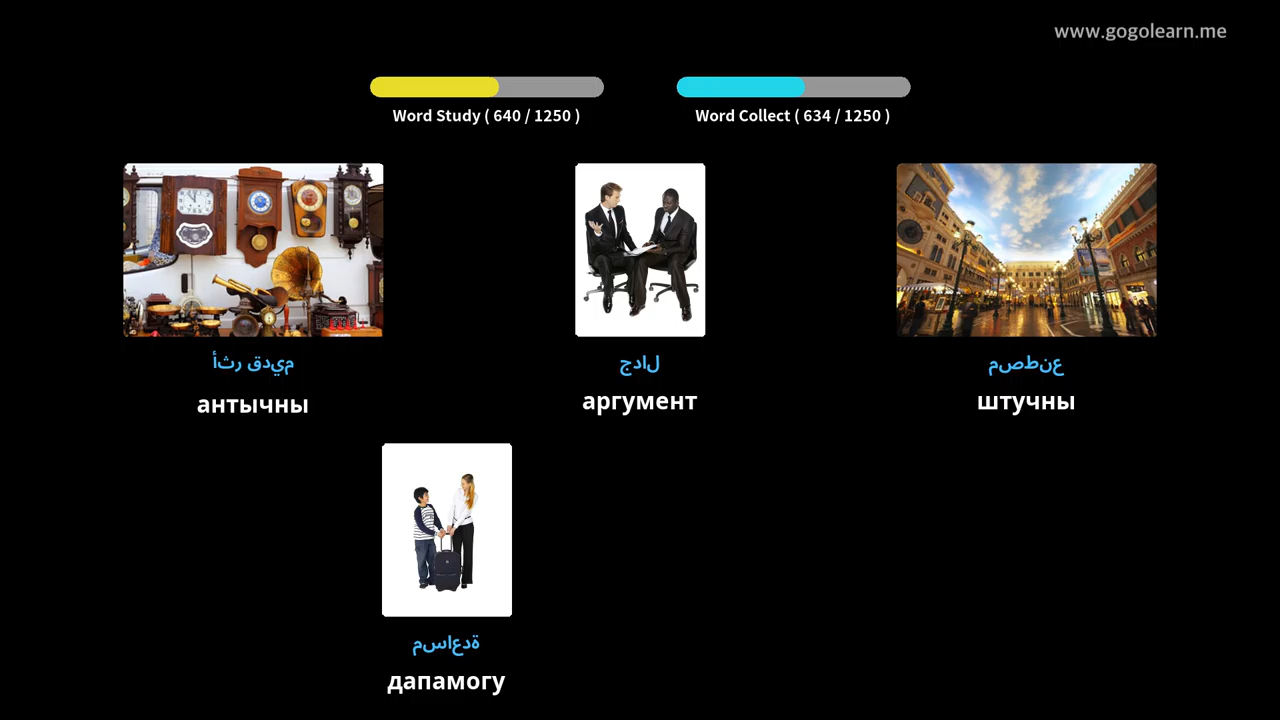 www.gogolearn.me
Word Study ( 640 / 1250 )
Word Collect ( 634 / 1250 )
أثر قديم
антычны
جدال
аргумент
مصطنع
штучны
مساعدة
дапамогу